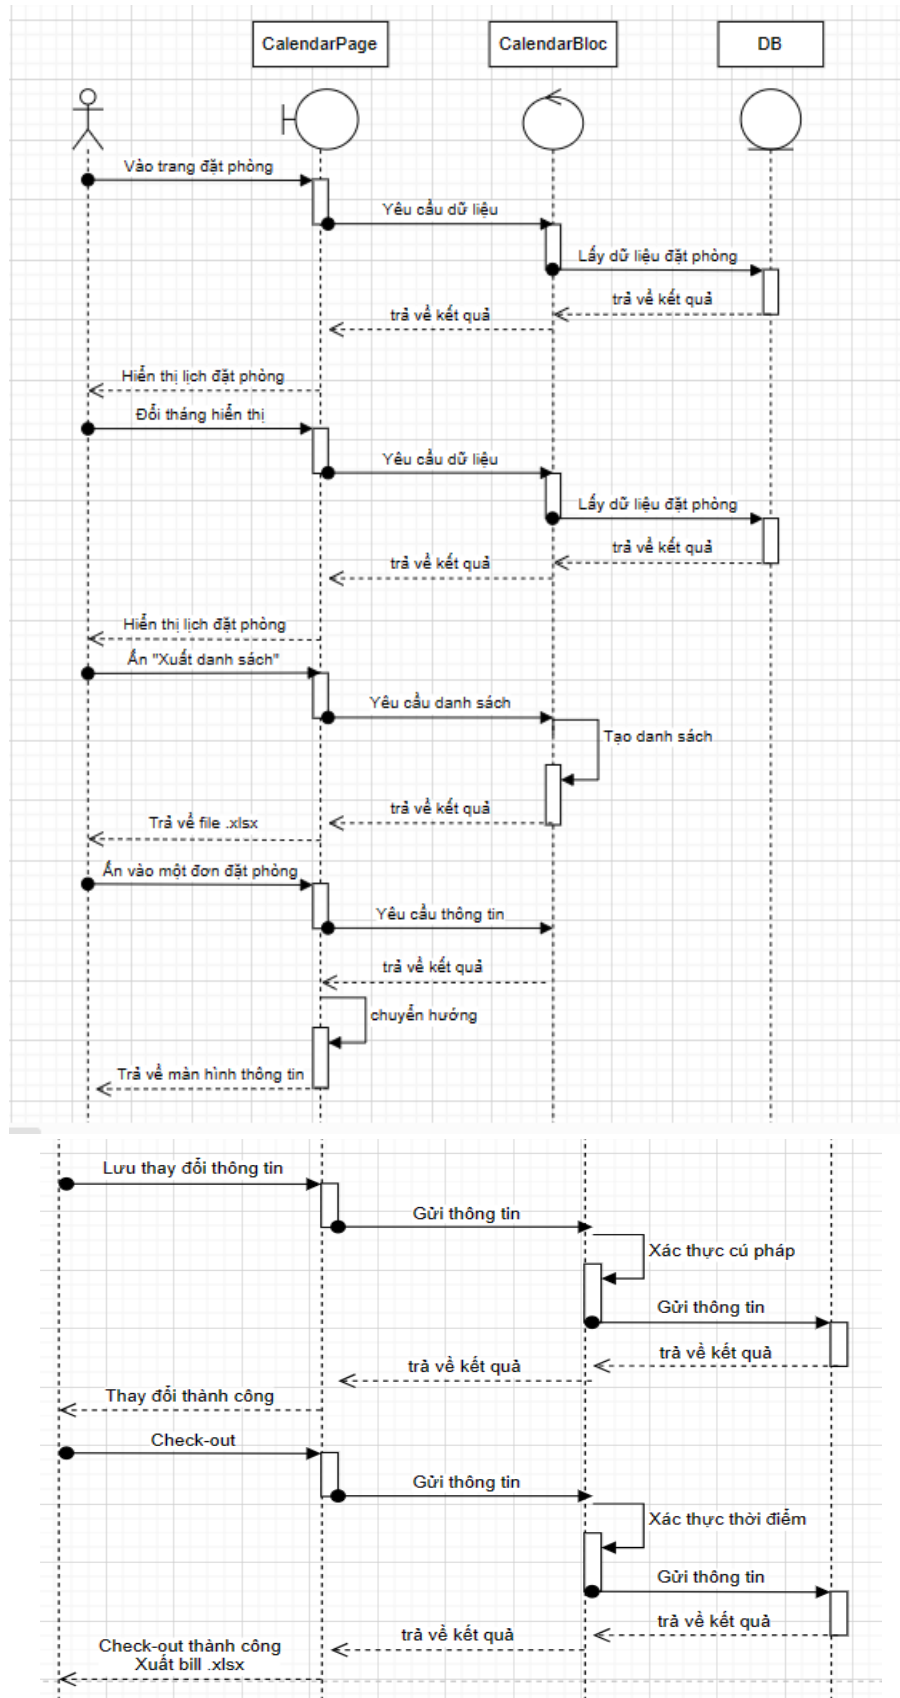 CalendarPage
CalendarBloc
DB
Vào trang đặt phòng
Yêu cầu dữ liệu
Lấy dữ liệu đặt phòng
trả về kết quả
trả về kết quả
Hiển thị lịch đặt phòng
Đổi tháng hiển thị
Yêu cầu dữ liệu
Lấy dữ liệu đặt phòng
trả về kết quả
trả về kết quả
Hiển thị lịch đặt phòng
Ấn "Xuất danh sách"
Yêu cầu danh sách
Tạo danh sách
trả về kết quả
Trả về file .xlsx
Ấn vào một đơn đặt phòng
Yêu cầu thông tin
trả về kết quả
chuyển hướng
Trả về màn hình thông tin
Lưu thay đổi thông tin
Gửi thông tin
Xác thực cú pháp
Gửi thông tin
trả về kết quả
trả về kết quả
Thay đổi thành công
Check-out
Gửi thông tin
Xác thực thời điểm
Gửi thông tin
trả về kết quả
trả về kết quả
Check-out thành công
Xuất bill .xlsx